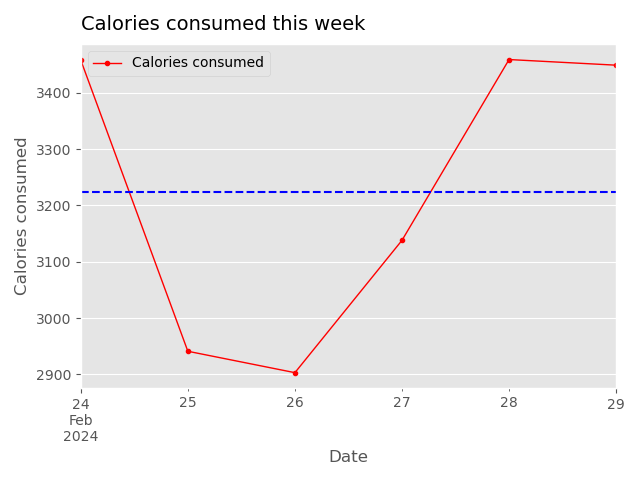 Calories consumed this week
Calories consumed
3400
3300
3200
3100
3000
2900
Calories consumed
24
Feb
2024
25
26
27
28
29
Date